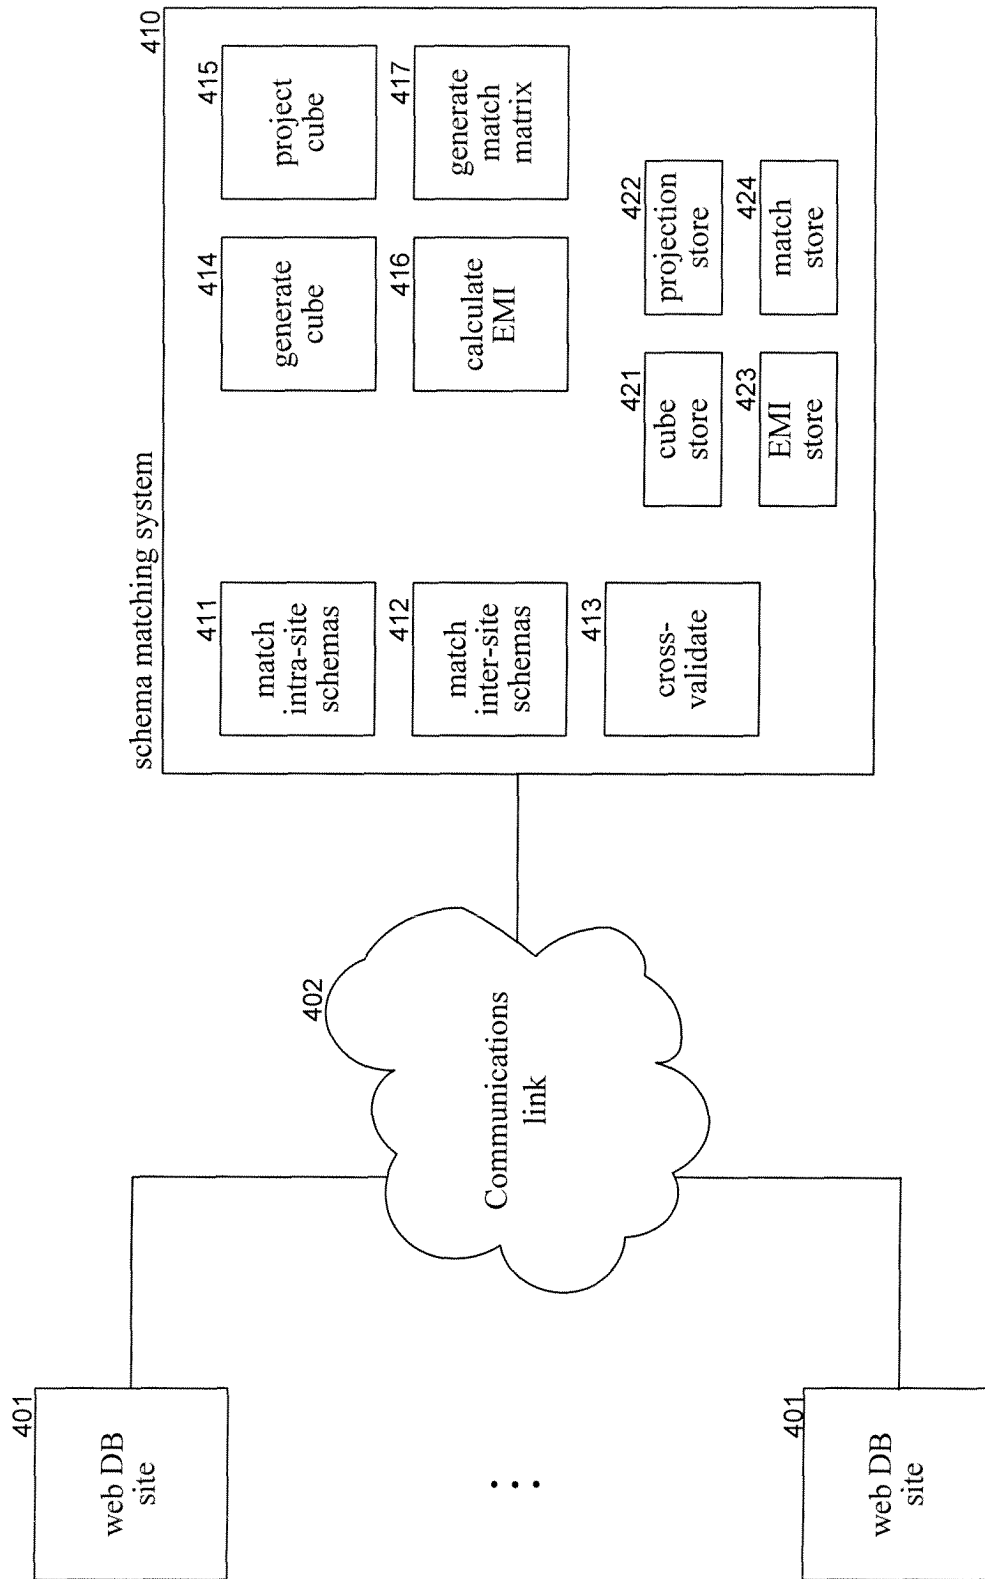 schema matching system
410
411
match
intra-site
schemas
414
generate
cube
415
project
cube
412
match
inter-site
schemas
416
calculate
EMI
417
generate
match
matrix
413
cross-
validate
421
cube
store
422
projection
store
423
EMI
store
424
match
store
402
Communications
link
401
web DB
site
...
401
web DB
site